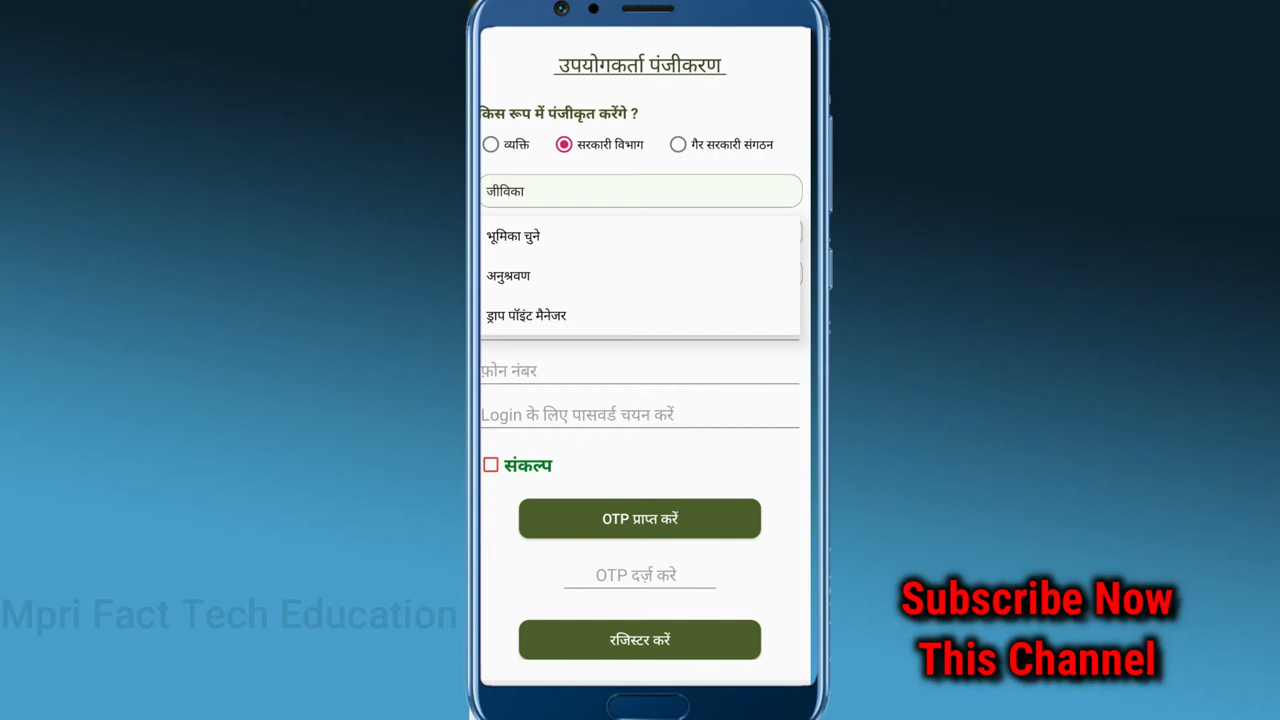 उपयोगकर्ता पंजीकरण
किस रूप में पंजीकृत करेंगे ?
व्यक्ति सरकारी विभाग गैर सरकारी संगठन
जीविका
भूमिका चुने
अनुश्रवण
ड्राप पॉइंट मैनेजर
फ़ोन नंबर
Login के लिए पासवर्ड चयन करें
संकल्प
OTP प्राप्त करें
OTP दर्ज़ करे
रजिस्टर करें
Mpri Fact Tech Education
Subscribe Now
This Channel